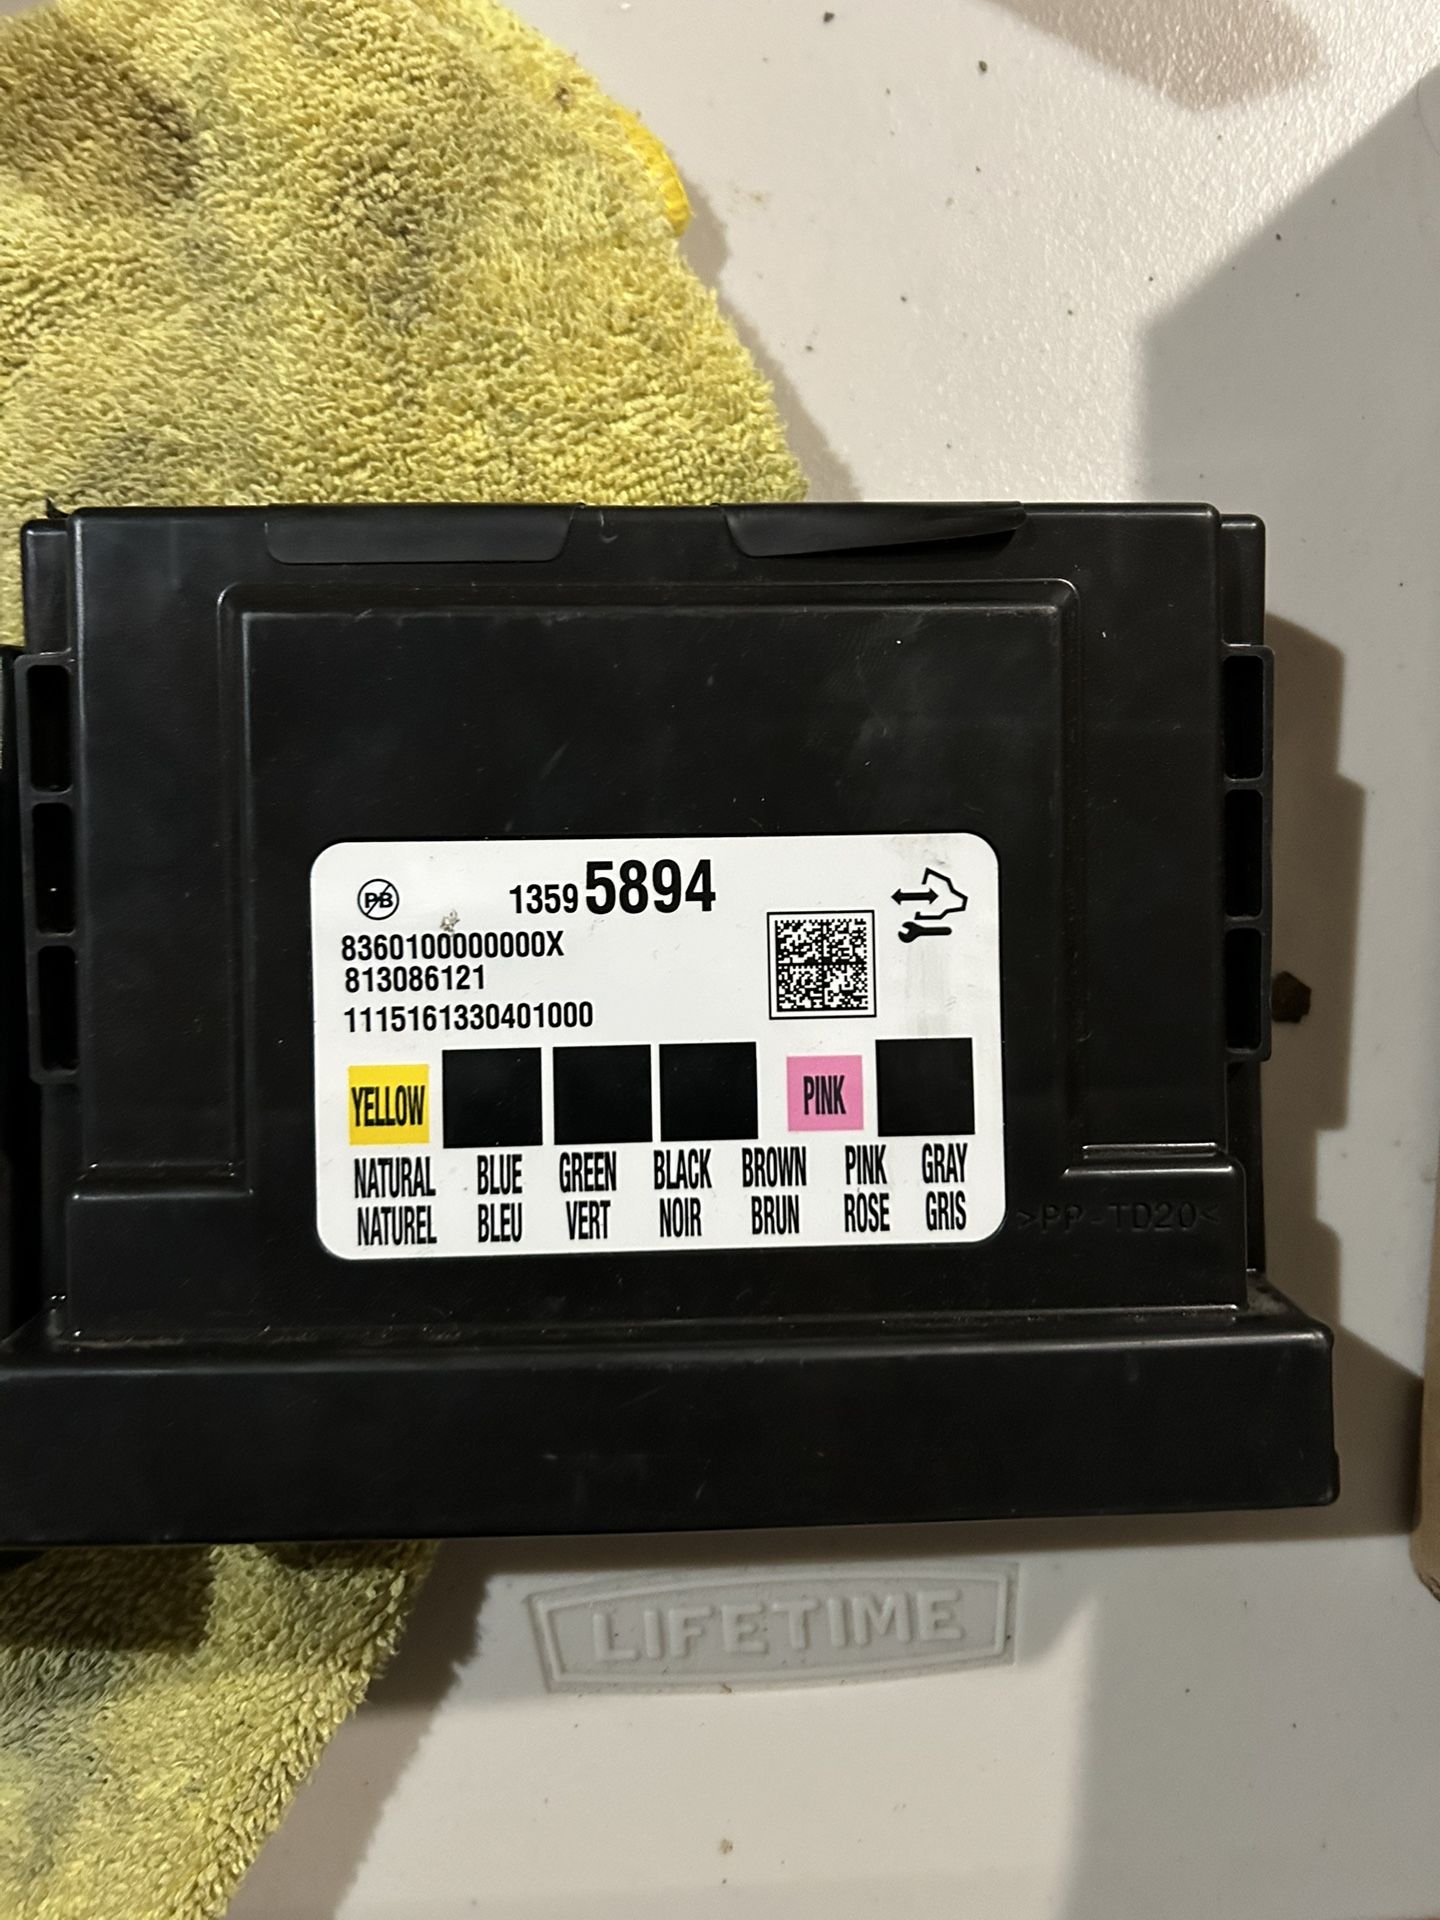 PB 13595894
8360100000000X
813086121
1115161330401000
YELLOW PINK
NATURAL BLUE GREEN BLACK BROWN PINK GRAY
NATUREL BLEU VERT NOIR BRUN ROSE GRIS
>PP-TD20<
LIFETIME